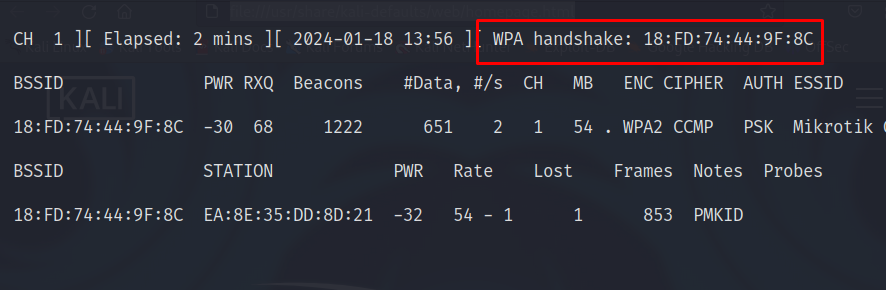 CH 1 ][ Elapsed: 2 mins ][ 2024-01-18 13:56 ][ WPA handshake: 18:FD:74:44:9F:8C
BSSID PWR RXQ Beacons #Data, #/s CH MB ENC CIPHER AUTH ESSID
18:FD:74:44:9F:8C -30 68 1222 651 2 1 54 . WPA2 CCMP PSK Mikrotik
BSSID STATION PWR Rate Lost Frames Notes Probes
18:FD:74:44:9F:8C EA:8E:35:DD:8D:21 -32 54 - 1 1 853 PMKID
KALI